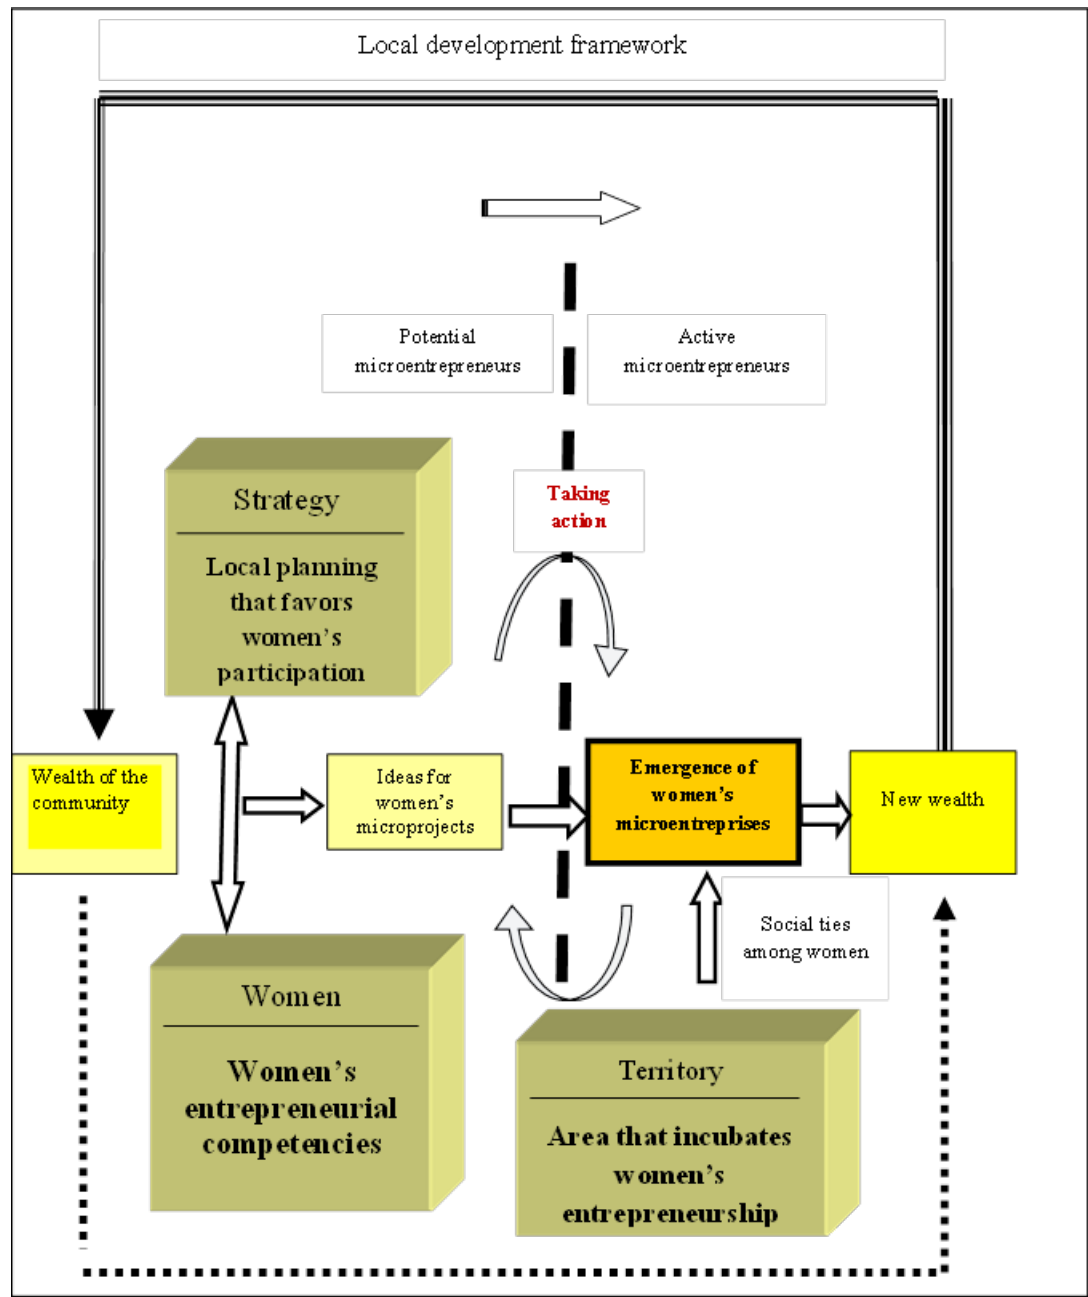 Local development framework
Potential
microentrepreneurs
Active
microentrepreneurs
Strategy
Local planning
that favors
women's
participation
Taking
action
Wealth of the
community
Ideas for
women's
microprojects
Emergence of
women's
microentreprises
New wealth
Social ties
among women
Women
Women's
entrepreneurial
competencies
Territory
Area that incubates
women's
entrepreneurship